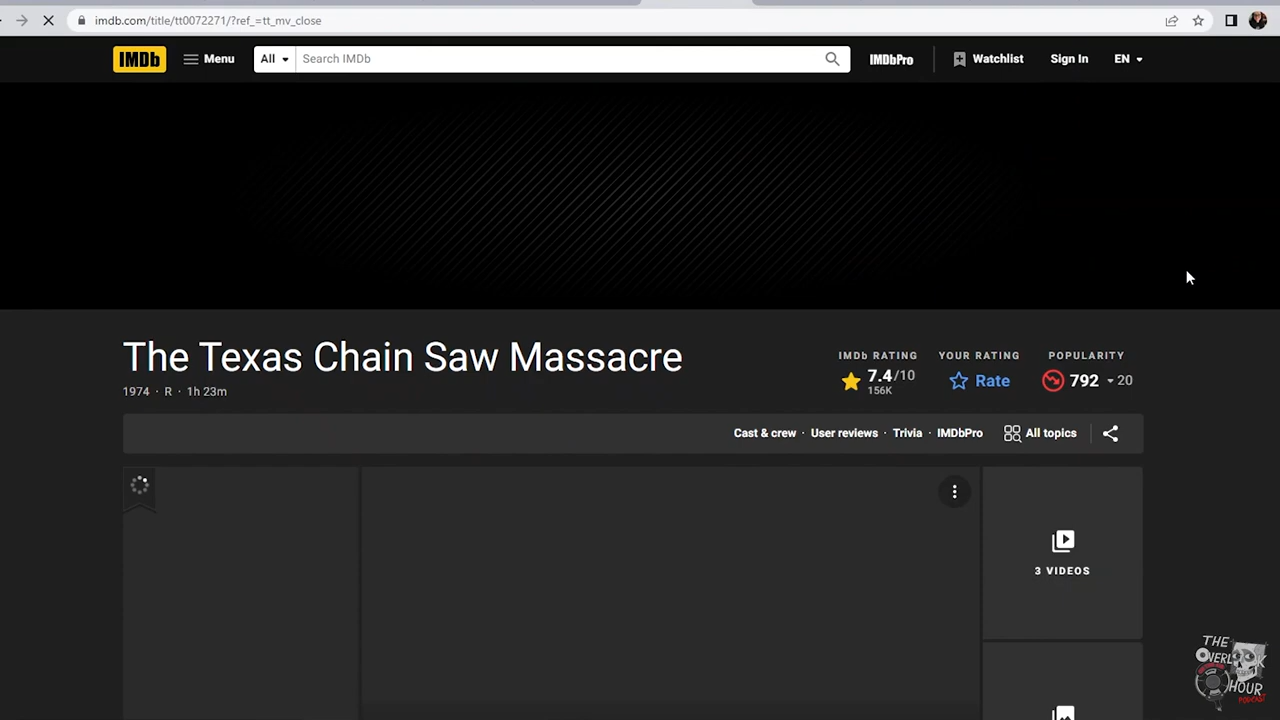 imdb.com/title/tt0072271/?ref_=tt_mv_close
IMDb Menu All Search IMDb IMDbPro Watchlist Sign In EN
The Texas Chain Saw Massacre
1974 · R · 1h 23m
IMDb RATING YOUR RATING POPULARITY
7.4/10 Rate 792 20
156K
Cast & crew · User reviews · Trivia · IMDbPro All topics
3 VIDEOS
THE
OVERLOOK
HOUR
PODCAST